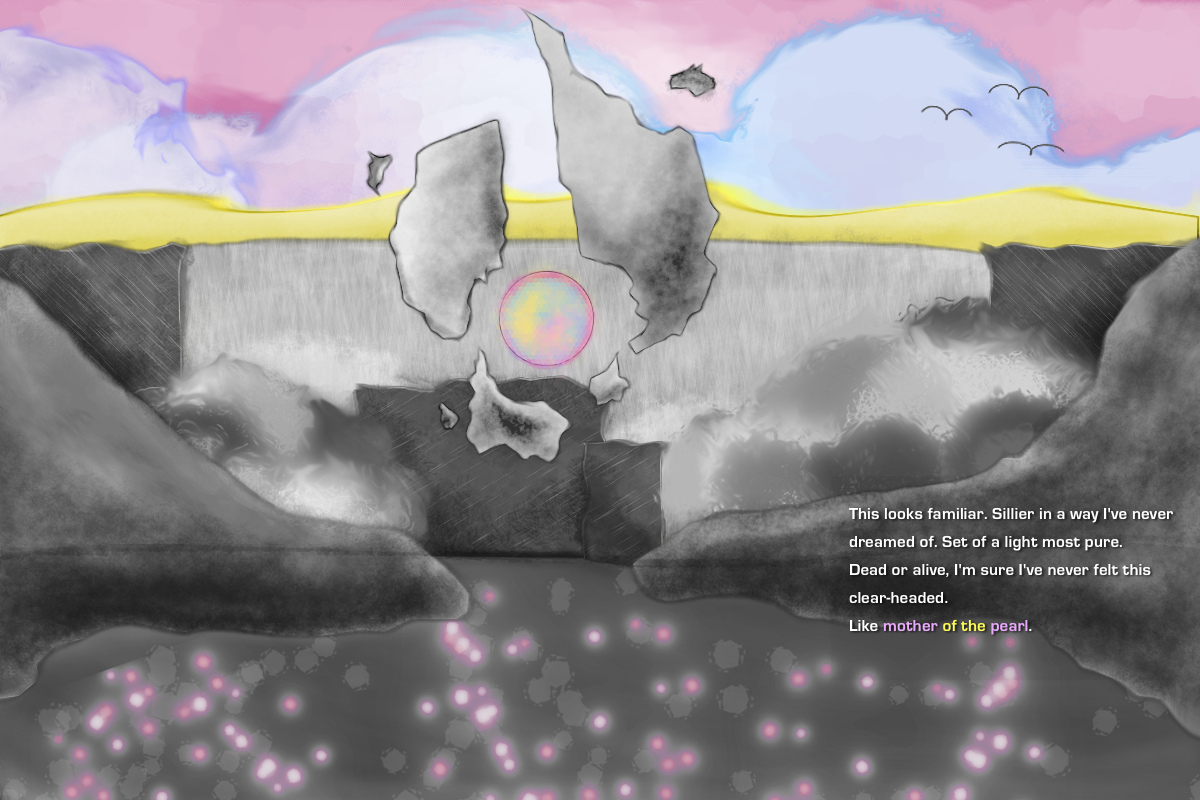 This looks familiar. Sillier in a way I've never
dreamed of. Set of a light most pure.
Dead or alive, I'm sure I've never felt this
clear-headed.
Like mother of the pearl.